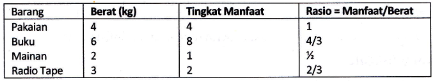 Barang Berat (kg) Tingkat Manfaat Rasio = Manfaat/Berat
Pakaian 4 4 1
Buku 6 8 4/3
Mainan 2 1 ½
Radio Tape 3 2 2/3